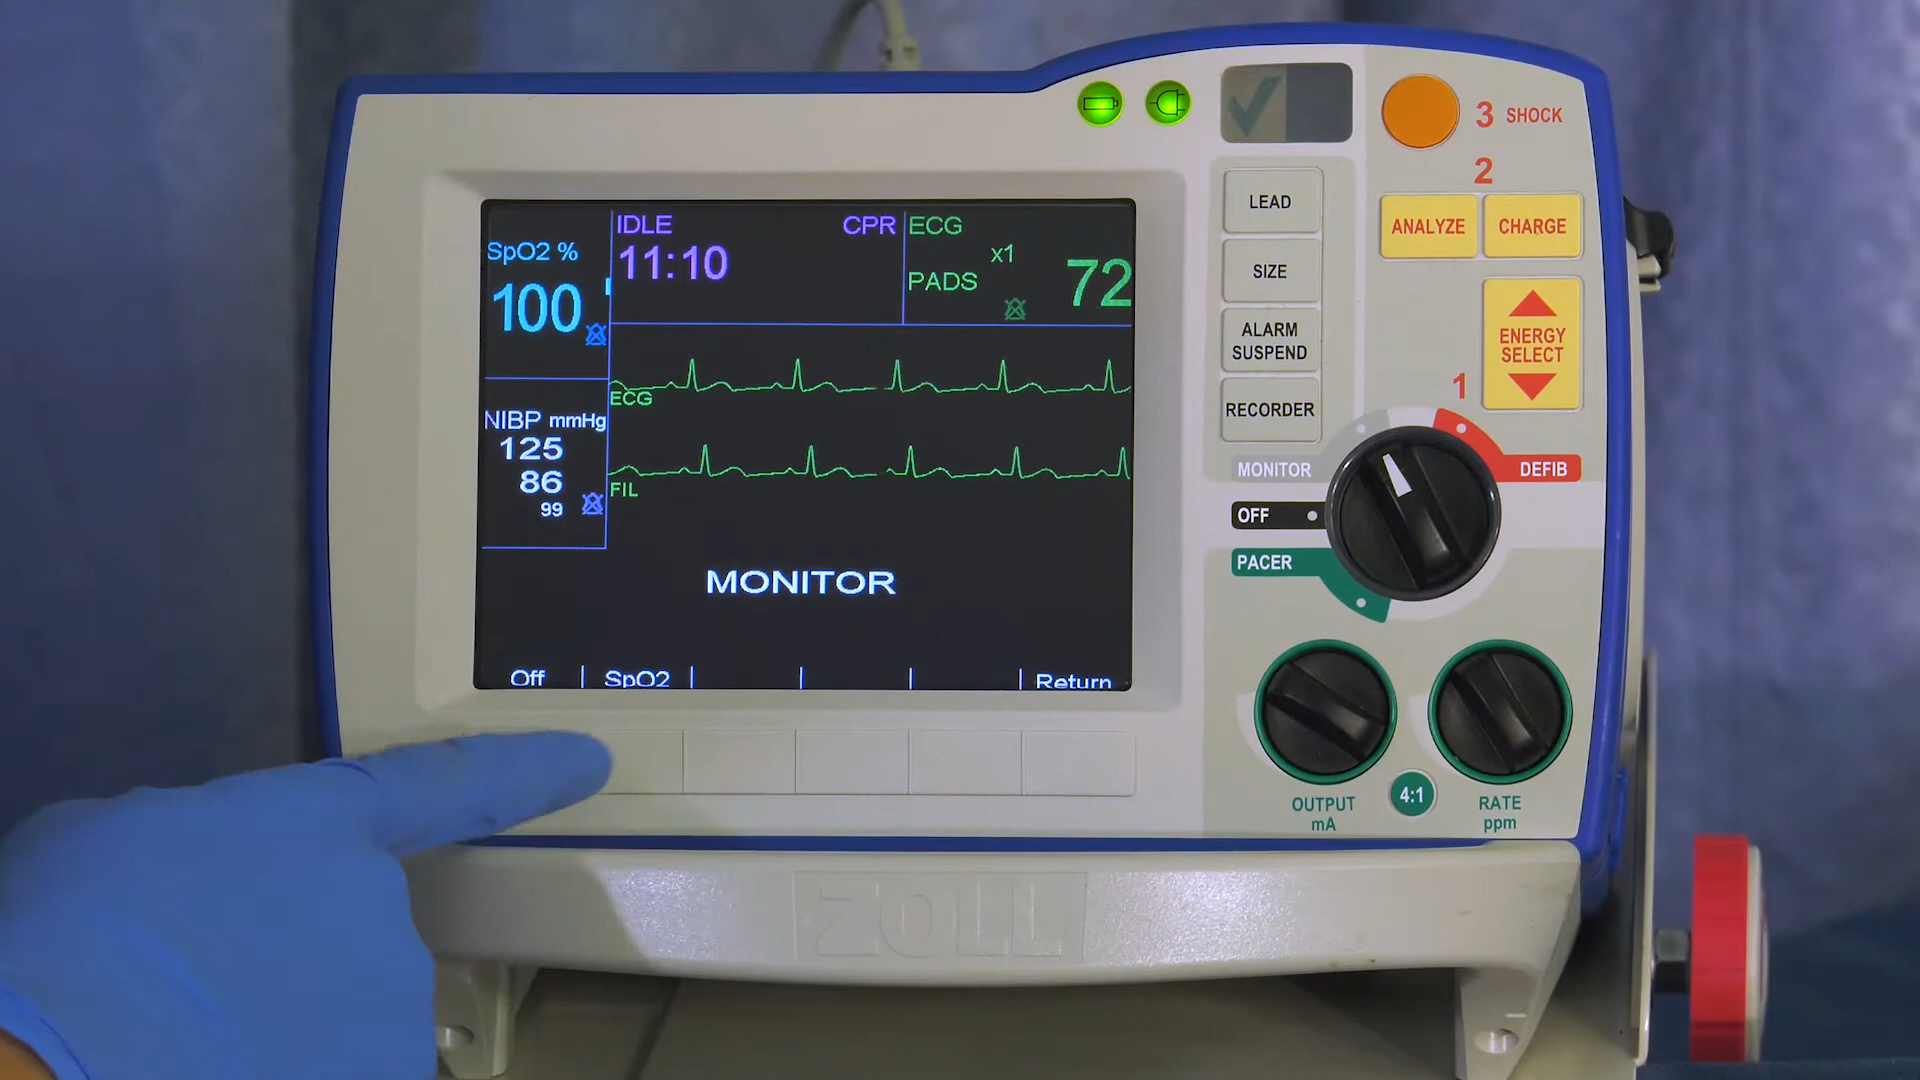 SpO2 %
100
IDLE
11:10
CPR
ECG
x1
PADS
72
NIBP mmHg
125
86
99
ECG
FIL
MONITOR
Off
SpO2
Return
LEAD
SIZE
ALARM
SUSPEND
RECORDER
3 SHOCK
2
ANALYZE
CHARGE
ENERGY
SELECT
1
MONITOR
DEFIB
OFF
PACER
OUTPUT
mA
4:1
RATE
ppm
ZOLL